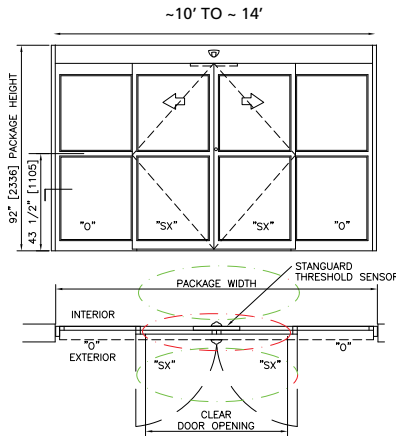 ~10' TO ~ 14'
92" [2336] PACKAGE HEIGHT
43 1/2" [1105]
"O" "SX" "SX" "O"
STANGUARD
THRESHOLD SENSOR
PACKAGE WIDTH
INTERIOR
"O" "O"
EXTERIOR
"SX" "SX"
CLEAR
DOOR OPENING